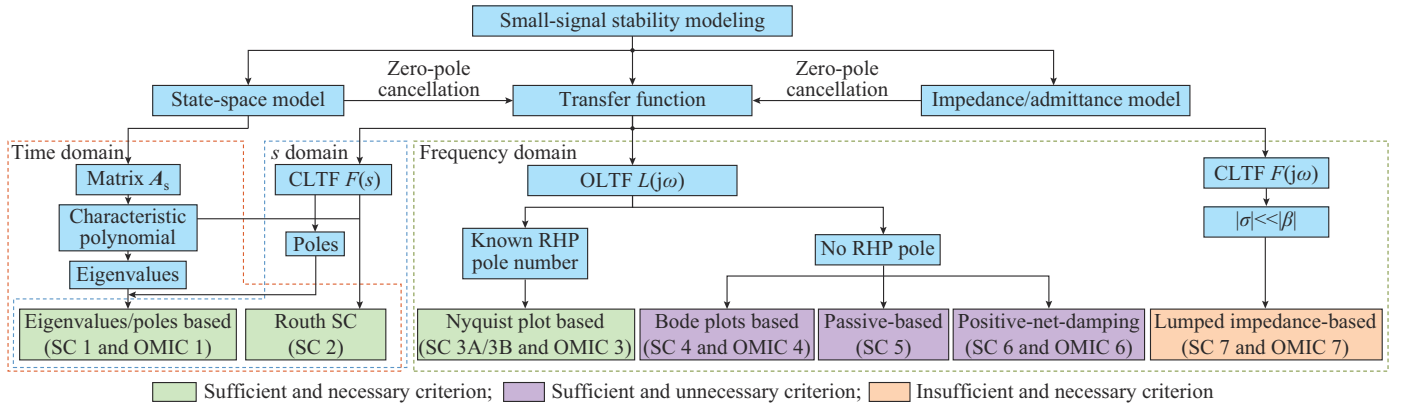 Small-signal stability modeling
Zero-pole
cancellation
Zero-pole
cancellation
State-space model
Transfer function
Impedance/admittance model
Time domain
s domain
Frequency domain
Matrix As
CLTF F(s)
OLTF L(jω)
CLTF F(jω)
Characteristic
polynomial
Poles
Eigenvalues
Known RHP
pole number
No RHP pole
|σ|<<|β|
Eigenvalues/poles based
(SC 1 and OMIC 1)
Routh SC
(SC 2)
Nyquist plot based
(SC 3A/3B and OMIC 3)
Bode plots based
(SC 4 and OMIC 4)
Passive-based
(SC 5)
Positive-net-damping
(SC 6 and OMIC 6)
Lumped impedance-based
(SC 7 and OMIC 7)
Sufficient and necessary criterion;
Sufficient and unnecessary criterion;
Insufficient and necessary criterion